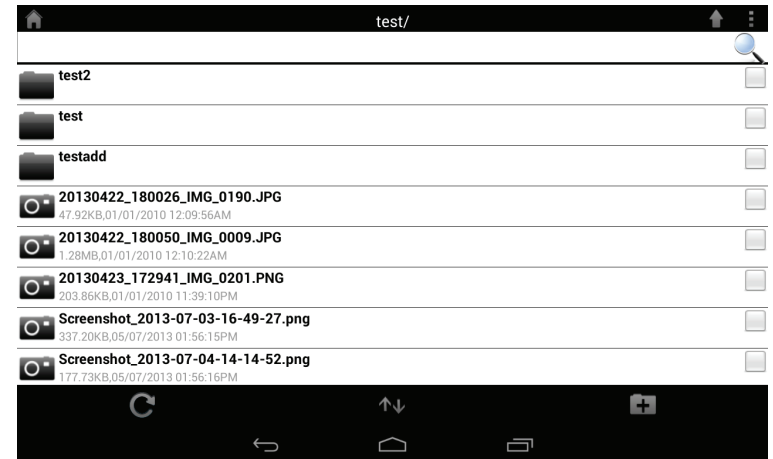 test/
test2
test
testadd
20130422_180026_IMG_0190.JPG
47.92KB,01/01/2010 12:09:56AM
20130422_180050_IMG_0009.JPG
1.28MB,01/01/2010 12:10:22AM
20130423_172941_IMG_0201.PNG
203.86KB,01/01/2010 11:39:10PM
Screenshot_2013-07-03-16-49-27.png
337.20KB,05/07/2013 01:56:15PM
Screenshot_2013-07-04-14-14-52.png
177.73KB,05/07/2013 01:56:16PM